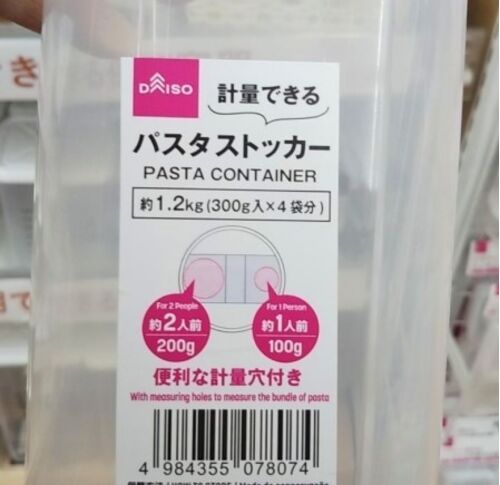 DAISO
計量できる
パスタストッカー
PASTA CONTAINER
約1.2kg(300g入×4袋分)
For 2 People
約2人前
200g
For 1 Person
約1人前
100g
便利な計量穴付き
With measuring holes to measure the bundle of pasta
4 984355 078074